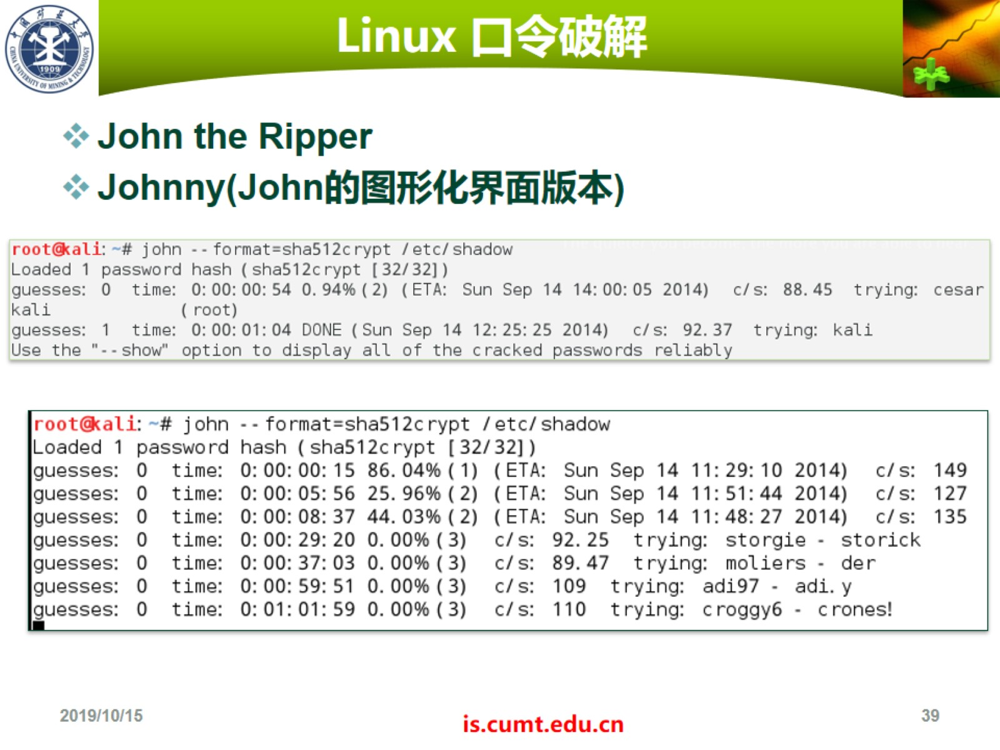 中国矿业大学
CHINA UNIVERSITY OF MINING & TECHNOLOGY
1909
Linux 口令破解
John the Ripper
Johnny(John的图形化界面版本)
root@kali:~# john --format=sha512crypt /etc/shadow
Loaded 1 password hash (sha512crypt [32/32])
guesses: 0  time: 0:00:00:54 0.94%(2) (ETA: Sun Sep 14 14:00:05 2014)  c/s: 88.45  trying: cesar
kali             (root)
guesses: 1  time: 0:00:01:04 DONE (Sun Sep 14 12:25:25 2014)  c/s: 92.37  trying: kali
Use the "--show" option to display all of the cracked passwords reliably
root@kali:~# john --format=sha512crypt /etc/shadow
Loaded 1 password hash (sha512crypt [32/32])
guesses: 0  time: 0:00:00:15 86.04%(1) (ETA: Sun Sep 14 11:29:10 2014)  c/s: 149
guesses: 0  time: 0:00:05:56 25.96%(2) (ETA: Sun Sep 14 11:51:44 2014)  c/s: 127
guesses: 0  time: 0:00:08:37 44.03%(2) (ETA: Sun Sep 14 11:48:27 2014)  c/s: 135
guesses: 0  time: 0:00:29:20 0.00%(3)  c/s: 92.25  trying: storgie - storick
guesses: 0  time: 0:00:37:03 0.00%(3)  c/s: 89.47  trying: moliers - der
guesses: 0  time: 0:00:59:51 0.00%(3)  c/s: 109  trying: adi97 - adi.y
guesses: 0  time: 0:01:01:59 0.00%(3)  c/s: 110  trying: croggy6 - crones!
2019/10/15
is.cumt.edu.cn
39